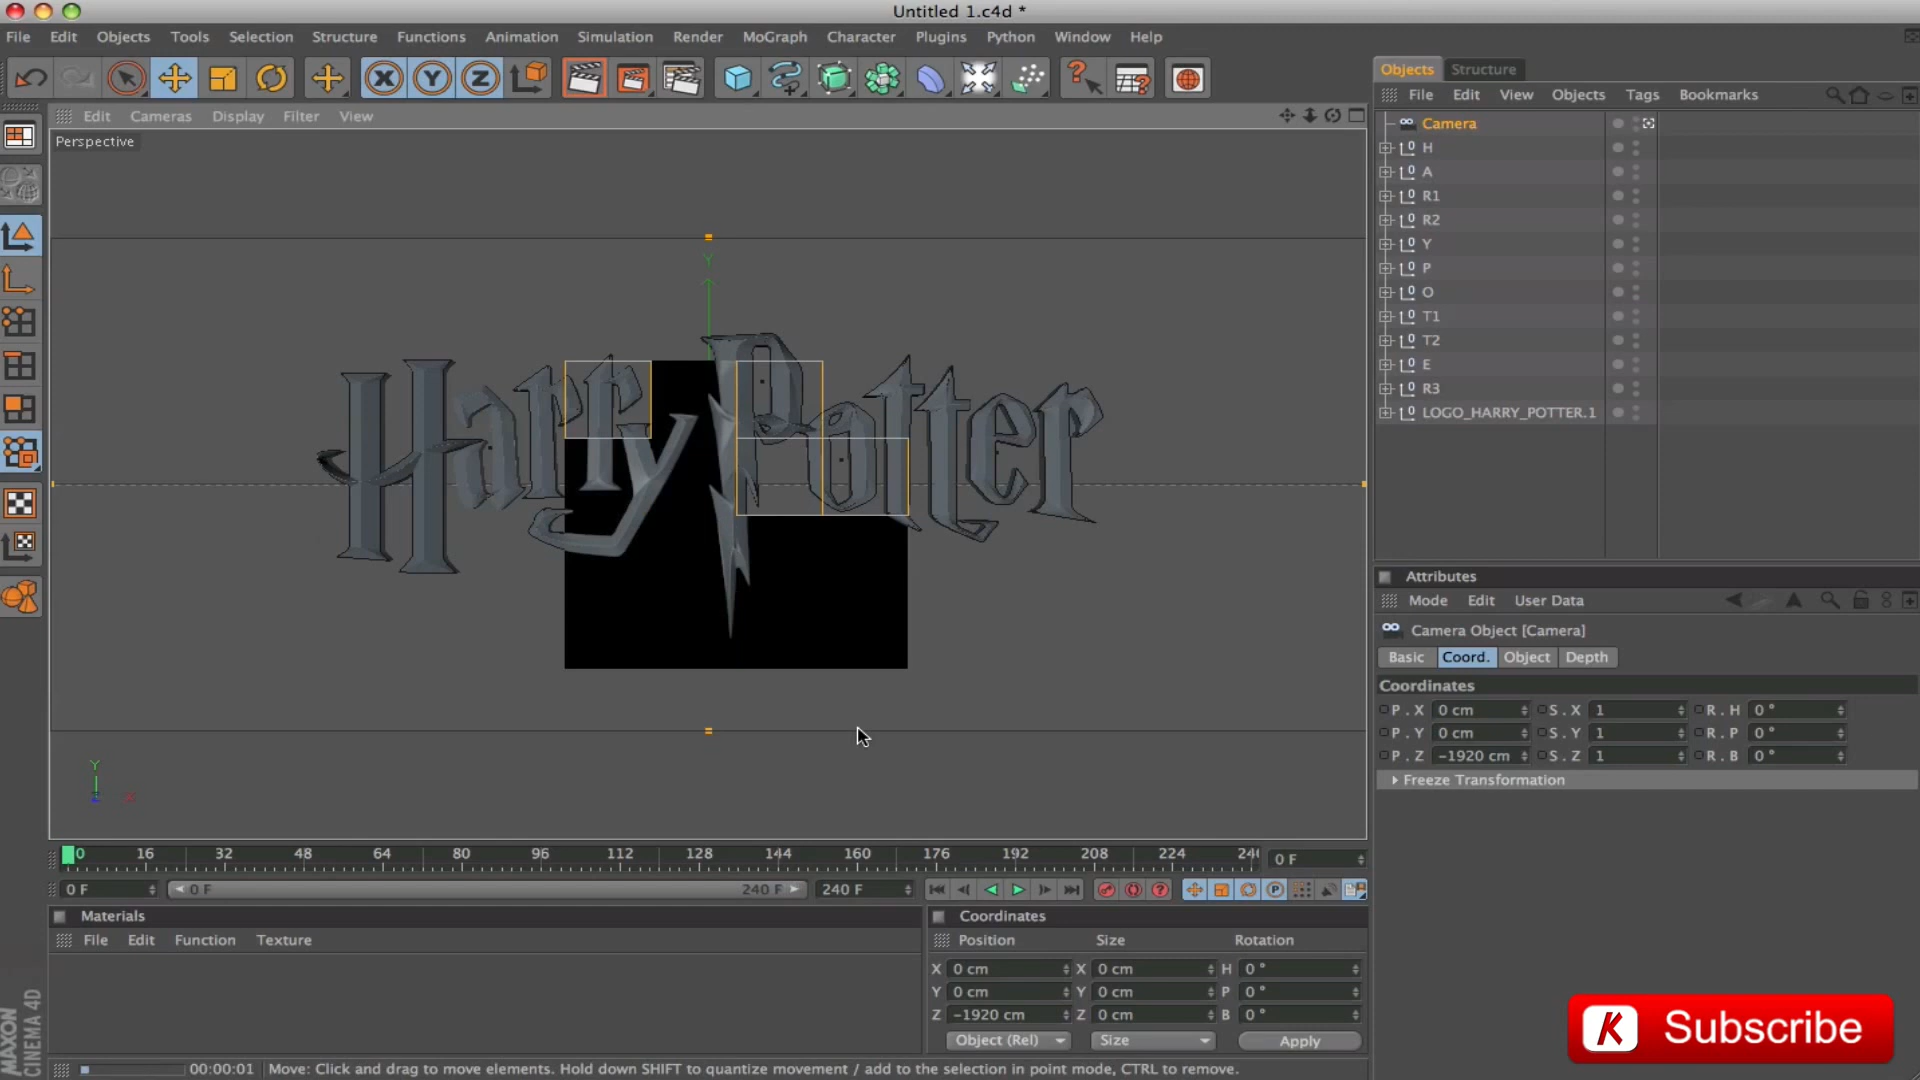 Untitled 1.c4d *
File Edit Objects Tools Selection Structure Functions Animation Simulation Render MoGraph Character Plugins Python Window Help
X Y Z
Objects Structure
File Edit View Objects Tags Bookmarks
Edit Cameras Display Filter View
Perspective
Camera
H
A
R1
R2
Y
P
O
T1
T2
E
R3
LOGO_HARRY_POTTER.1
Y
Harry Potter
Y
X
Attributes
Mode Edit User Data
Camera Object [Camera]
Basic Coord. Object Depth
Coordinates
P . X 0 cm S . X 1 R . H 0 °
P . Y 0 cm S . Y 1 R . P 0 °
P . Z -1920 cm S . Z 1 R . B 0 °
Freeze Transformation
0 16 32 48 64 80 96 112 128 144 160 176 192 208 224 24 0 F
0 F 0 F 240 F 240 F
Materials
File Edit Function Texture
Coordinates
Position Size Rotation
X 0 cm X 0 cm H 0 °
Y 0 cm Y 0 cm P 0 °
Z -1920 cm Z 0 cm B 0 °
Object (Rel) Size Apply
MAXON
CINEMA 4D
K Subscribe
00:00:01 Move: Click and drag to move elements. Hold down SHIFT to quantize movement / add to the selection in point mode, CTRL to remove.